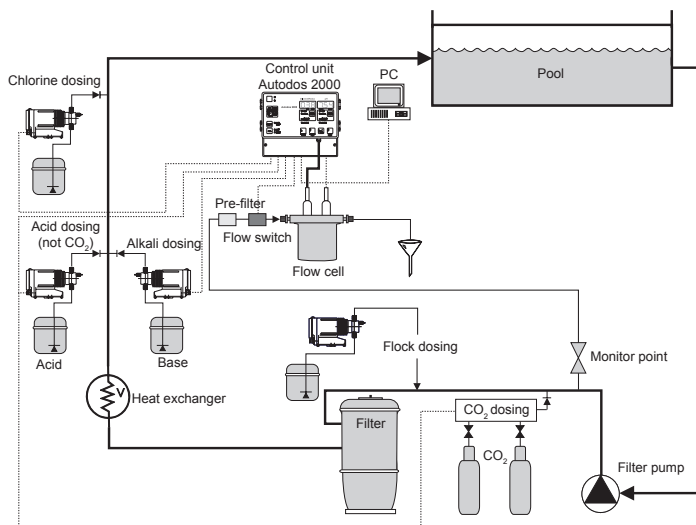 Control unit
Autodos 2000
PC
Pool
Chlorine dosing
Pre-filter
Flow switch
Flow cell
Acid dosing
(not CO₂)
Alkali dosing
Acid
Base
Flock dosing
Monitor point
V
Heat exchanger
Filter
CO₂ dosing
CO₂
Filter pump